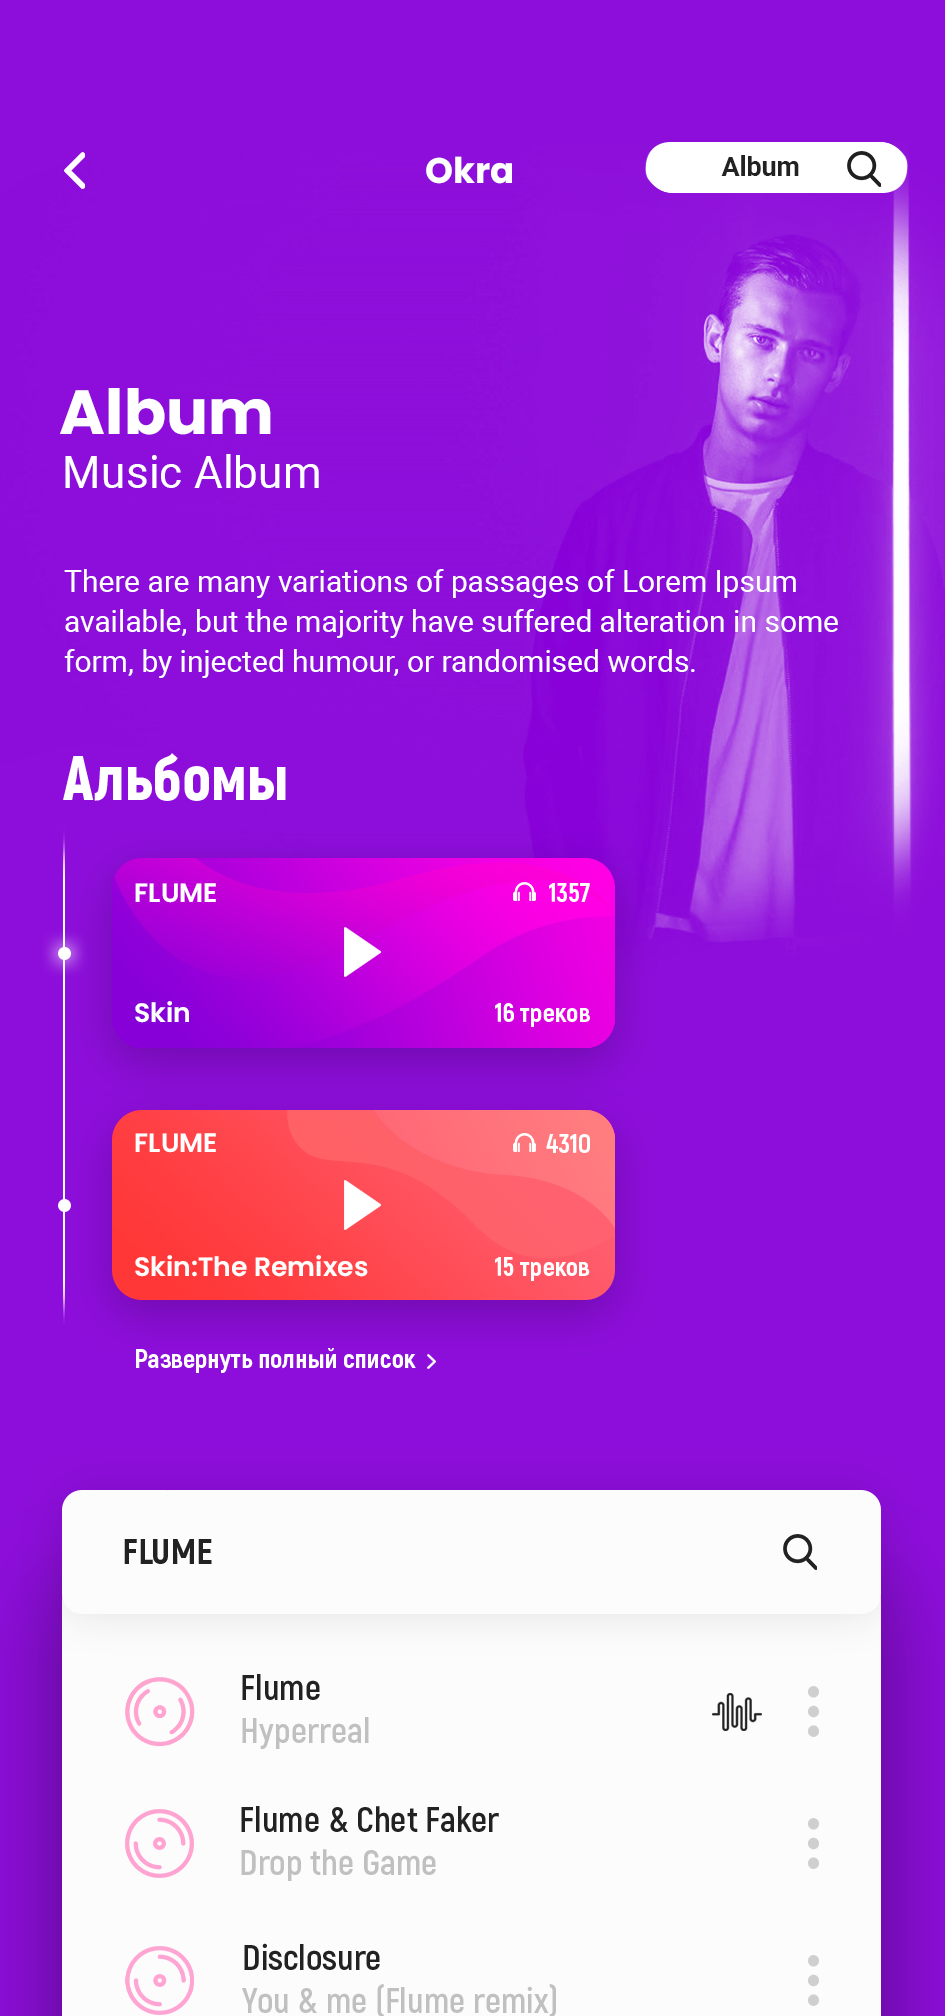 Okra
Album
Album
Music Album
There are many variations of passages of Lorem Ipsum
available, but the majority have suffered alteration in some
form, by injected humour, or randomised words.
Альбомы
FLUME
1357
Skin
16 треков
FLUME
4310
Skin:The Remixes
15 треков
Развернуть полный список
FLUME
Flume
Hyperreal
Flume & Chet Faker
Drop the Game
Disclosure
You & me (Flume remix)